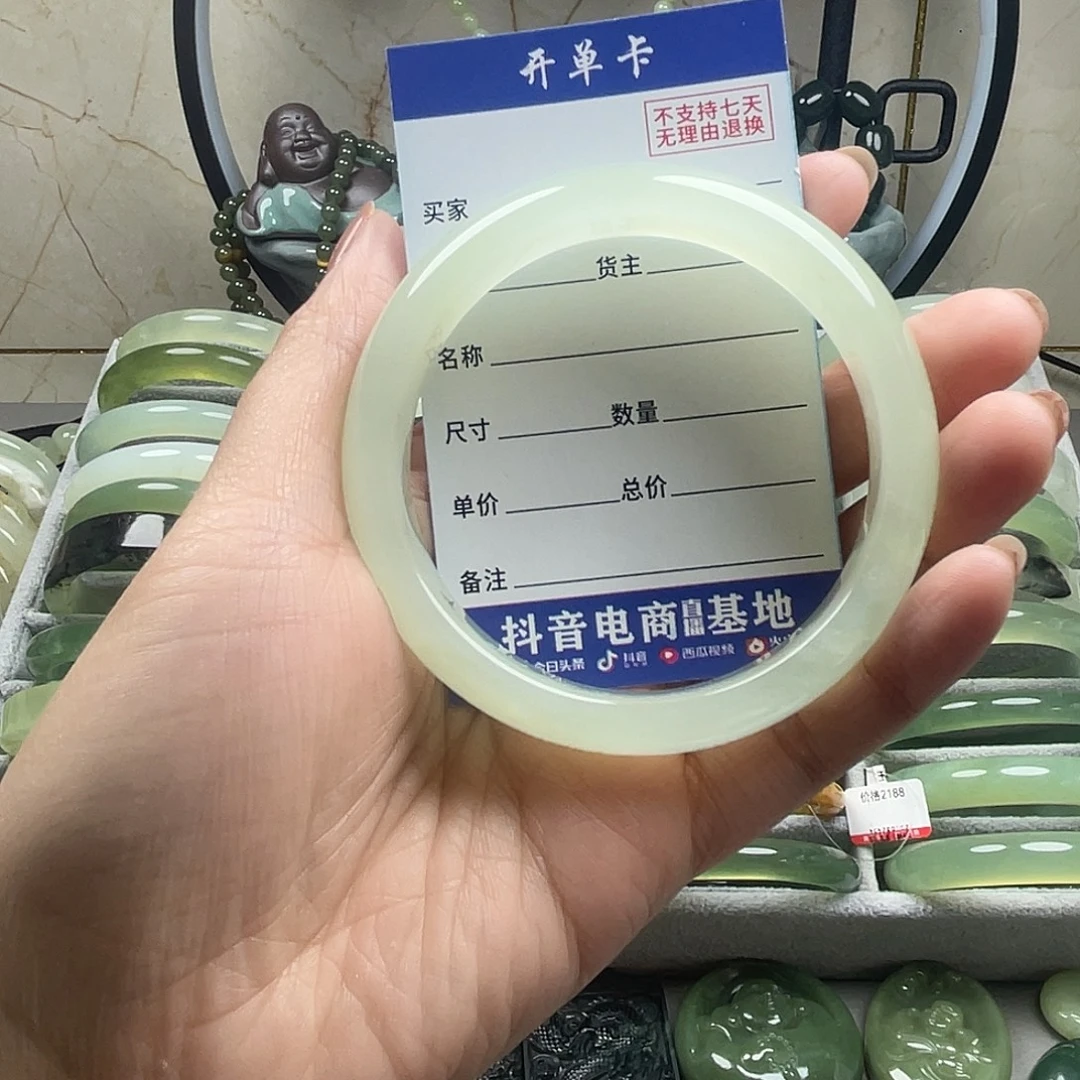 开单卡
不支持七天
无理由退换
买家
货主
名称
尺寸 数量
单价 总价
备注
抖音电商直播基地
今日头条 抖音 西瓜视频
价格2188